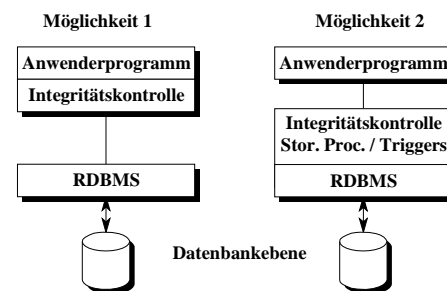 Möglichkeit 1
Anwenderprogramm
Integritätskontrolle
RDBMS
Möglichkeit 2
Anwenderprogramm
Integritätskontrolle
Stor. Proc. / Triggers
RDBMS
Datenbankebene